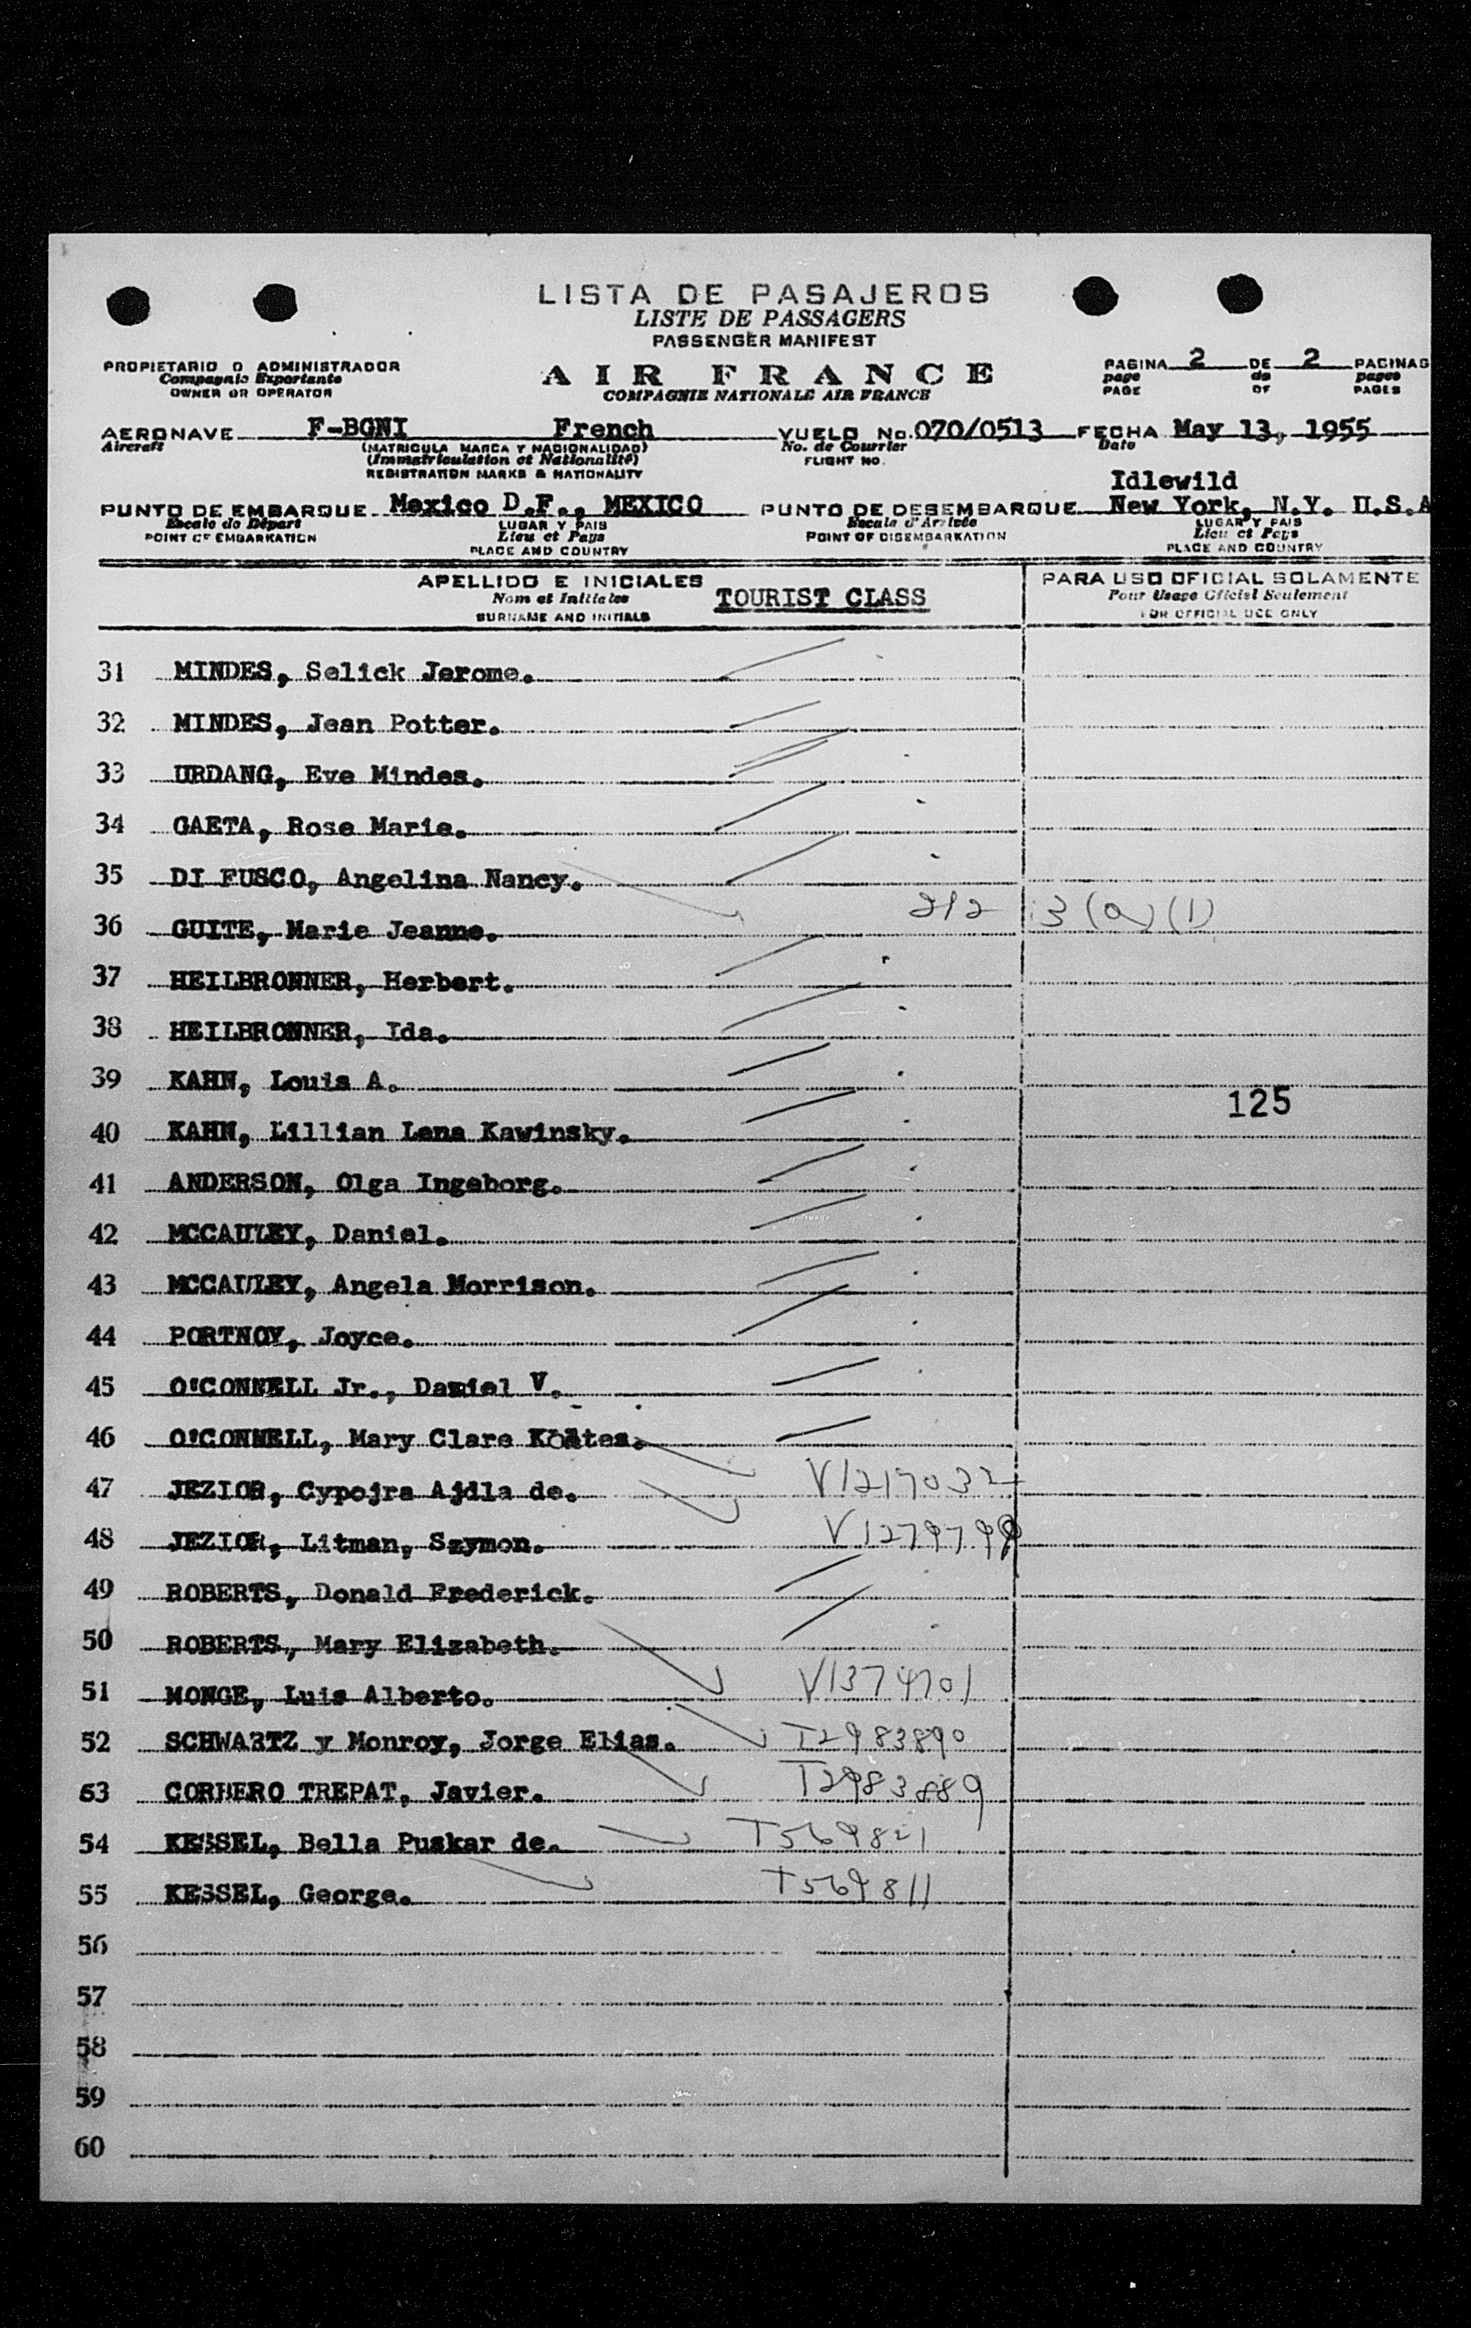 LISTA DE PASAJEROS
LISTE DE PASSAGERS
PASSENGER MANIFEST
PROPIETARIO O ADMINISTRADOR
Compagnie Exportante
OWNER OR OPERATOR
AIR FRANCE
COMPAGNIE NATIONALE AIR FRANCE
PAGINA 2 DE 2 PAGINAS
page de pages
PAGE OF PAGES
AERONAVE F-BGNI French VUELO No. 070/0513 FECHA May 13, 1955
Aircraft (MATRICULA MARCA Y NACIONALIDAD) No. de Courrier Date
(Immatriculation et Nationalité) FLIGHT NO.
REGISTRATION MARKS & NATIONALITY
Idlewild
PUNTO DE EMBARQUE Mexico D.F., MEXICO PUNTO DE DESEMBARQUE New York, N.Y. U.S.A
Escale de Départ LUGAR Y PAIS Escale d'Arrivée LUGAR Y PAIS
POINT OF EMBARKATION Lieu et Pays POINT OF DISEMBARKATION Lieu et Pays
PLACE AND COUNTRY PLACE AND COUNTRY
APELLIDO E INICIALES PARA USO OFICIAL SOLAMENTE
Nom et Initiales TOURIST CLASS Pour Usage Officiel Seulement
SURNAME AND INITIALS FOR OFFICIAL USE ONLY
31 MINDES, Selick Jerome.
32 MINDES, Jean Potter.
33 URDANG, Eve Mindes.
34 GAETA, Rose Marie.
35 DI FUSCO, Angelina Nancy.
36 GUITE, Marie Jeanne. 212 3 (a) (1)
37 HEILBRONNER, Herbert.
38 HEILBRONNER, Ida.
39 KAHN, Louis A.
125
40 KAHN, Lillian Lena Kawinsky.
41 ANDERSON, Olga Ingeborg.
42 MCCAULEY, Daniel.
43 MCCAULEY, Angela Morrison.
44 PORTNOY, Joyce.
45 O'CONNELL Jr., Daniel V.
46 O'CONNELL, Mary Clare
47 JEZIOR, Cypojra Ajdla de. V1217032
48 JEZIOR, Litman, Szymon. V1279799
49 ROBERTS, Donald Frederick.
50 ROBERTS, Mary Elizabeth.
51 MONGE, Luis Alberto. V1374701
52 SCHWARTZ y Monroy, Jorge Elias. T2983890
53 CORBERO TREPAT, Javier. T2983889
54 KESSEL, Bella Puskar de. T569821
55 KESSEL, George. T569811
56
57
58
59
60